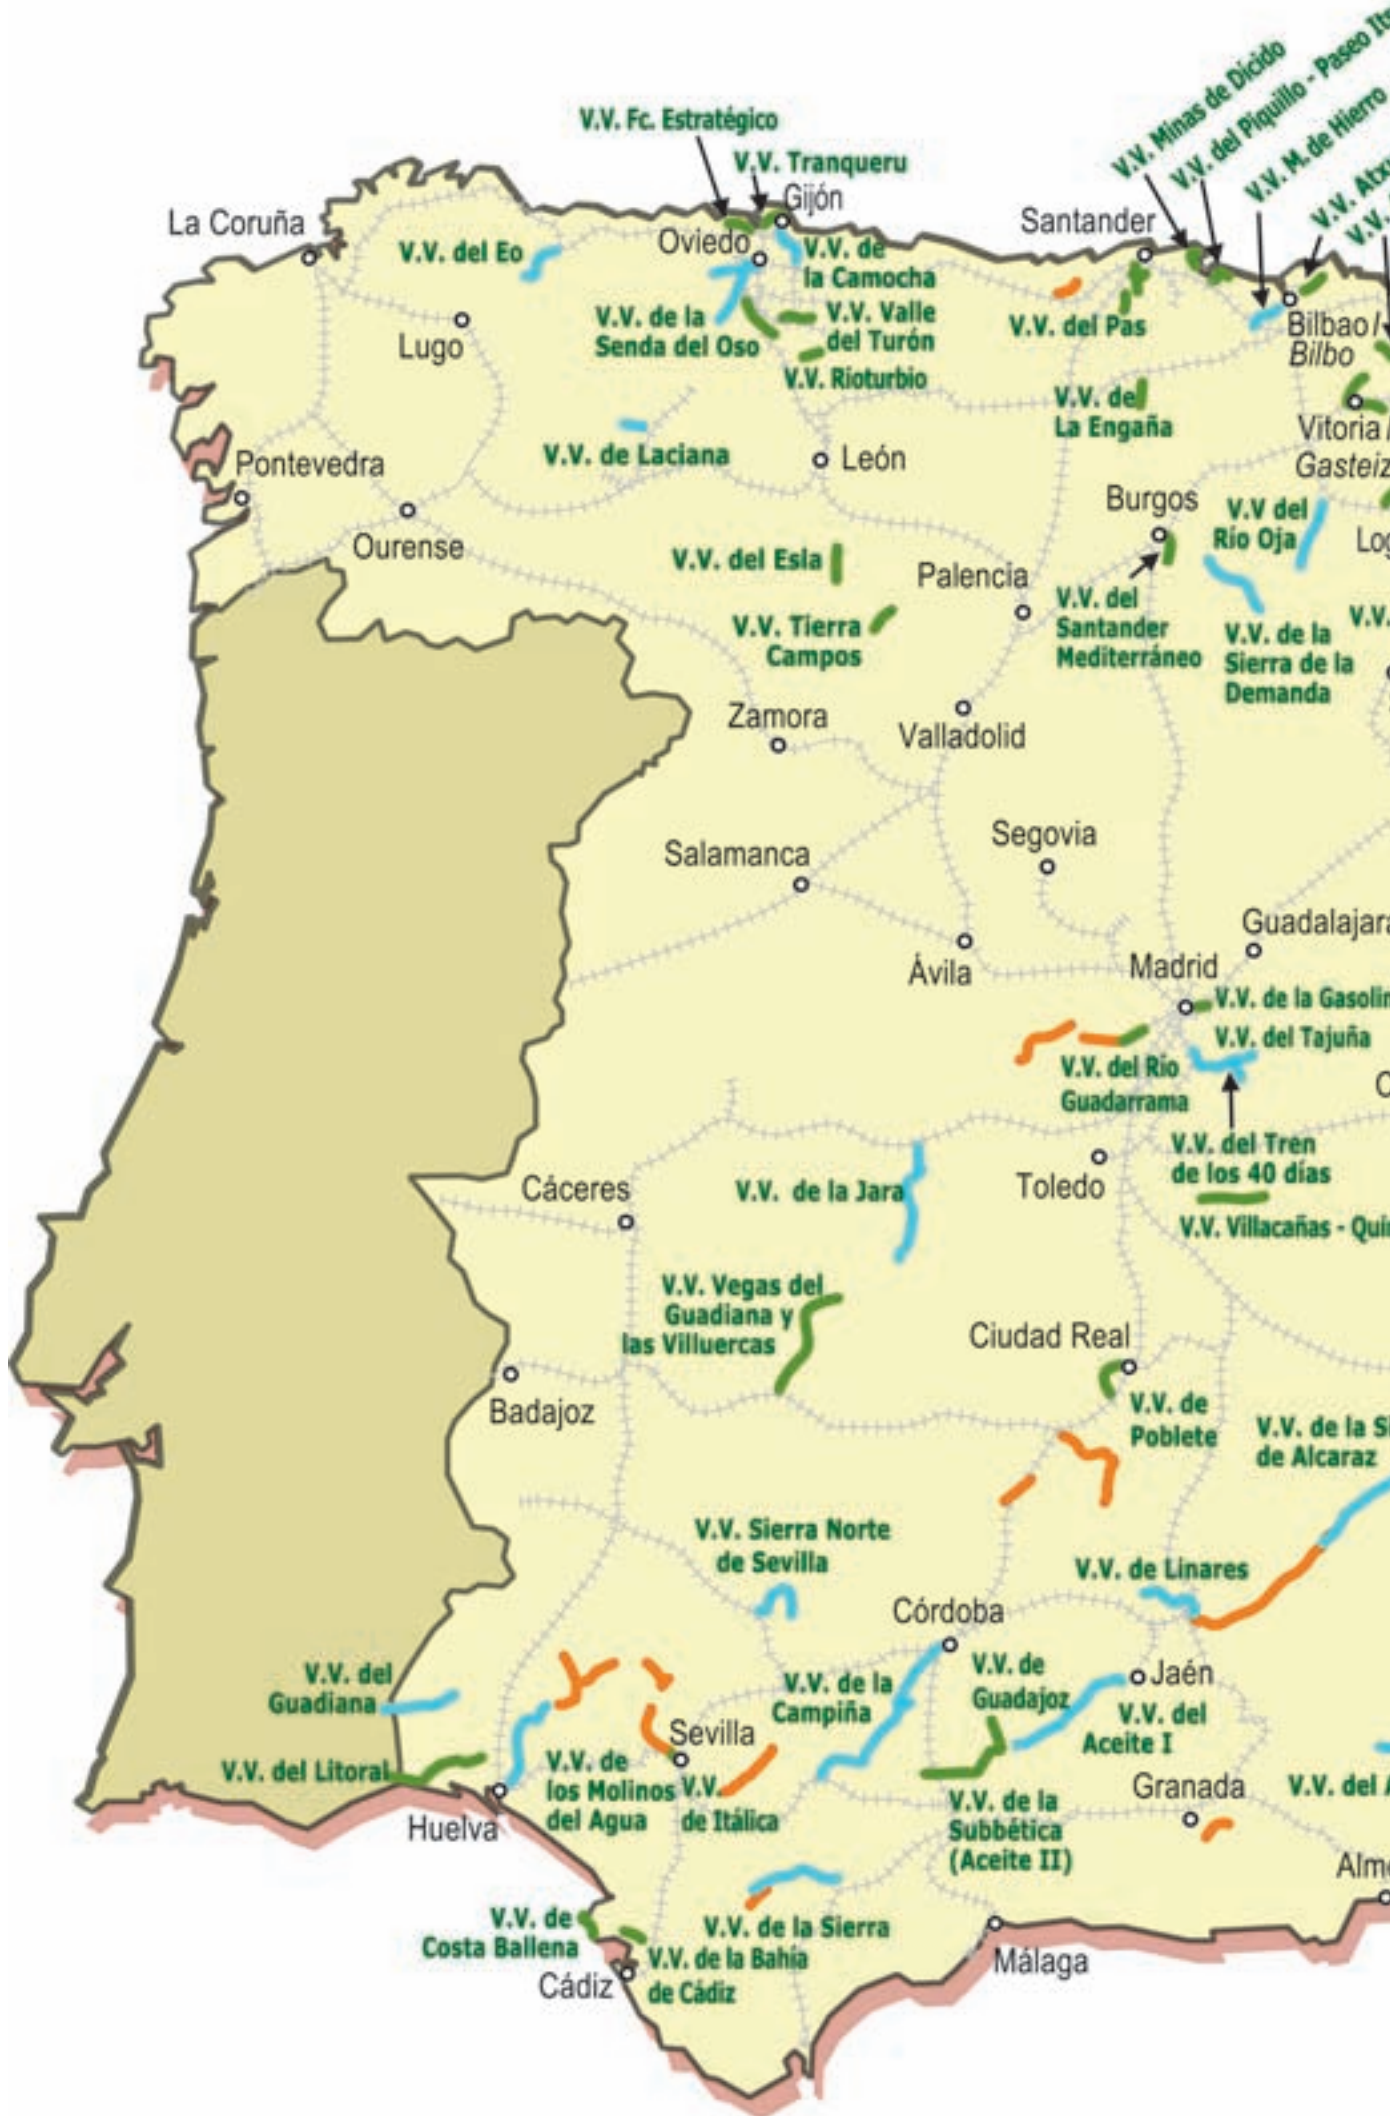 V.V. Minas de Dícido
V.V. del Piquillo - Paseo
V.V. M. de Hierro
V.V.
V.V.
V.V. Fc. Estratégico
V.V. Tranqueru
Gijón
La Coruña
Santander
V.V. del Eo
Oviedo
V.V. de
la Camocha
V.V. de la
Senda del Oso
V.V. Valle
del Turón
V.V. del Pas
Bilbao/
Bilbo
Lugo
V.V. Rioturbio
V.V. de
La Engaña
Vitoria/
Gasteiz
V.V. de Laciana
León
Pontevedra
Burgos
V.V del
Río Oja
Ourense
V.V. del Esla
Palencia
V.V. del
Santander
Mediterráneo
V.V. Tierra
Campos
V.V. de la
Sierra de la
Demanda
V.V.
Zamora
Valladolid
Segovia
Salamanca
Ávila
Guadalajara
Madrid
V.V. de la
V.V. del Tajuña
V.V. del Río
Guadarrama
V.V. del Tren
de los 40 días
Toledo
Cáceres
V.V. de la Jara
V.V. Villacañas -
V.V. Vegas del
Guadiana y
las Villuercas
Ciudad Real
Badajoz
V.V. de
Poblete
V.V. de la
de Alcaraz
V.V. Sierra Norte
de Sevilla
V.V. de Linares
Córdoba
V.V. del
Guadiana
V.V. de la
Campiña
V.V. de
Guadajoz
Jaén
V.V. del
Aceite I
Sevilla
V.V. del Litoral
V.V. de
los Molinos
del Agua
V.V.
de Itálica
Granada
V.V. del
Huelva
V.V. de la
Subbética
(Aceite II)
V.V. de
Costa Ballena
V.V. de la Sierra
V.V. de la Bahía
de Cádiz
Cádiz
Málaga